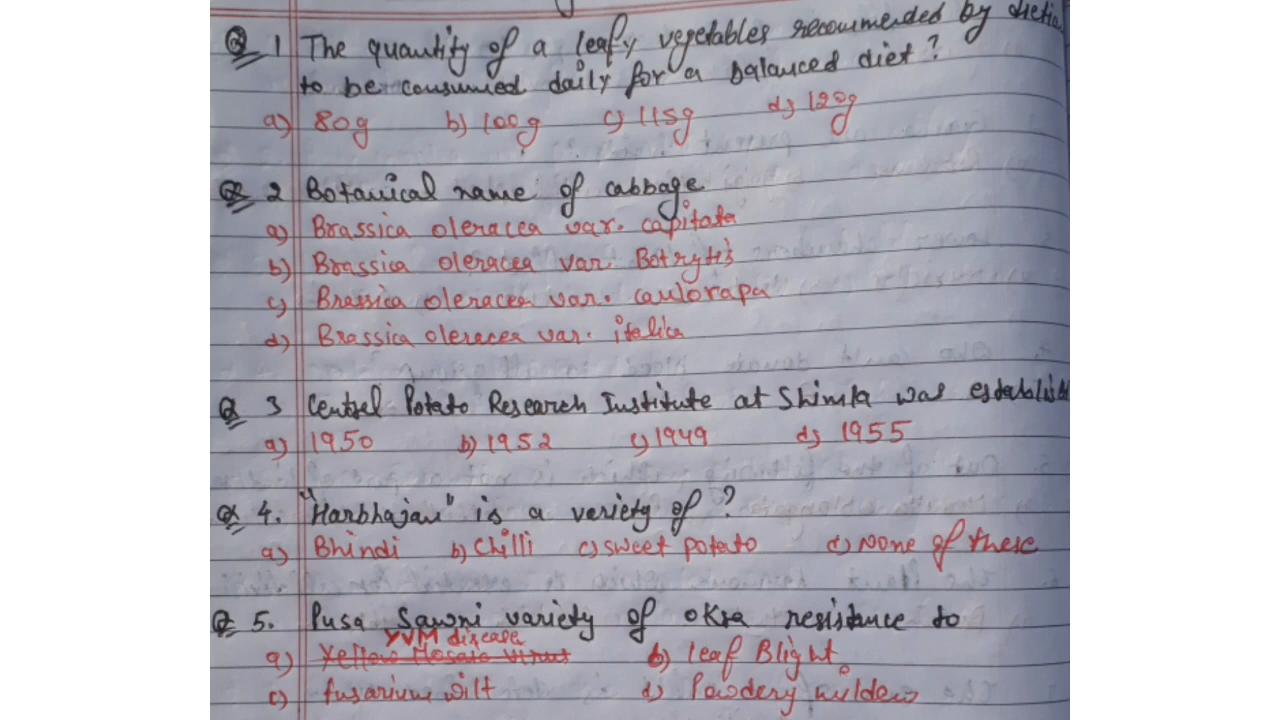 Q 1 The quantity of a leafy vegetables recommended by
to be consumed daily for a balanced diet ?
a) 80g b) 100g c) 115g d) 120g
Q 2 Botanical name of cabbage
a) Brassica oleracea var. capitata
b) Brassica oleracea var. Botrytis
c) Brassica oleracea var. caulorapa
d) Brassica oleracea var. italica
Q 3 Central Potato Research Institute at Shimla was establish
a) 1950 b) 1952 c) 1949 d) 1955
Q 4. "Harbhajan" is a variety of ?
a) Bhindi b) Chilli c) sweet potato d) None of these
Q 5. Pusa Sawni variety of okra resistance to
YVM disease
a) Yellow Mosaic Virus b) leaf Blight
c) fusarium wilt d) Powdery mildew